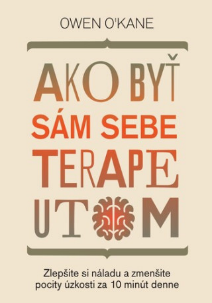 OWEN O'KANE
AKO BYŤ
SÁM SEBE
TERAPE
UTOM
Zlepšite si náladu a zmenšite
pocity úzkosti za 10 minút denne